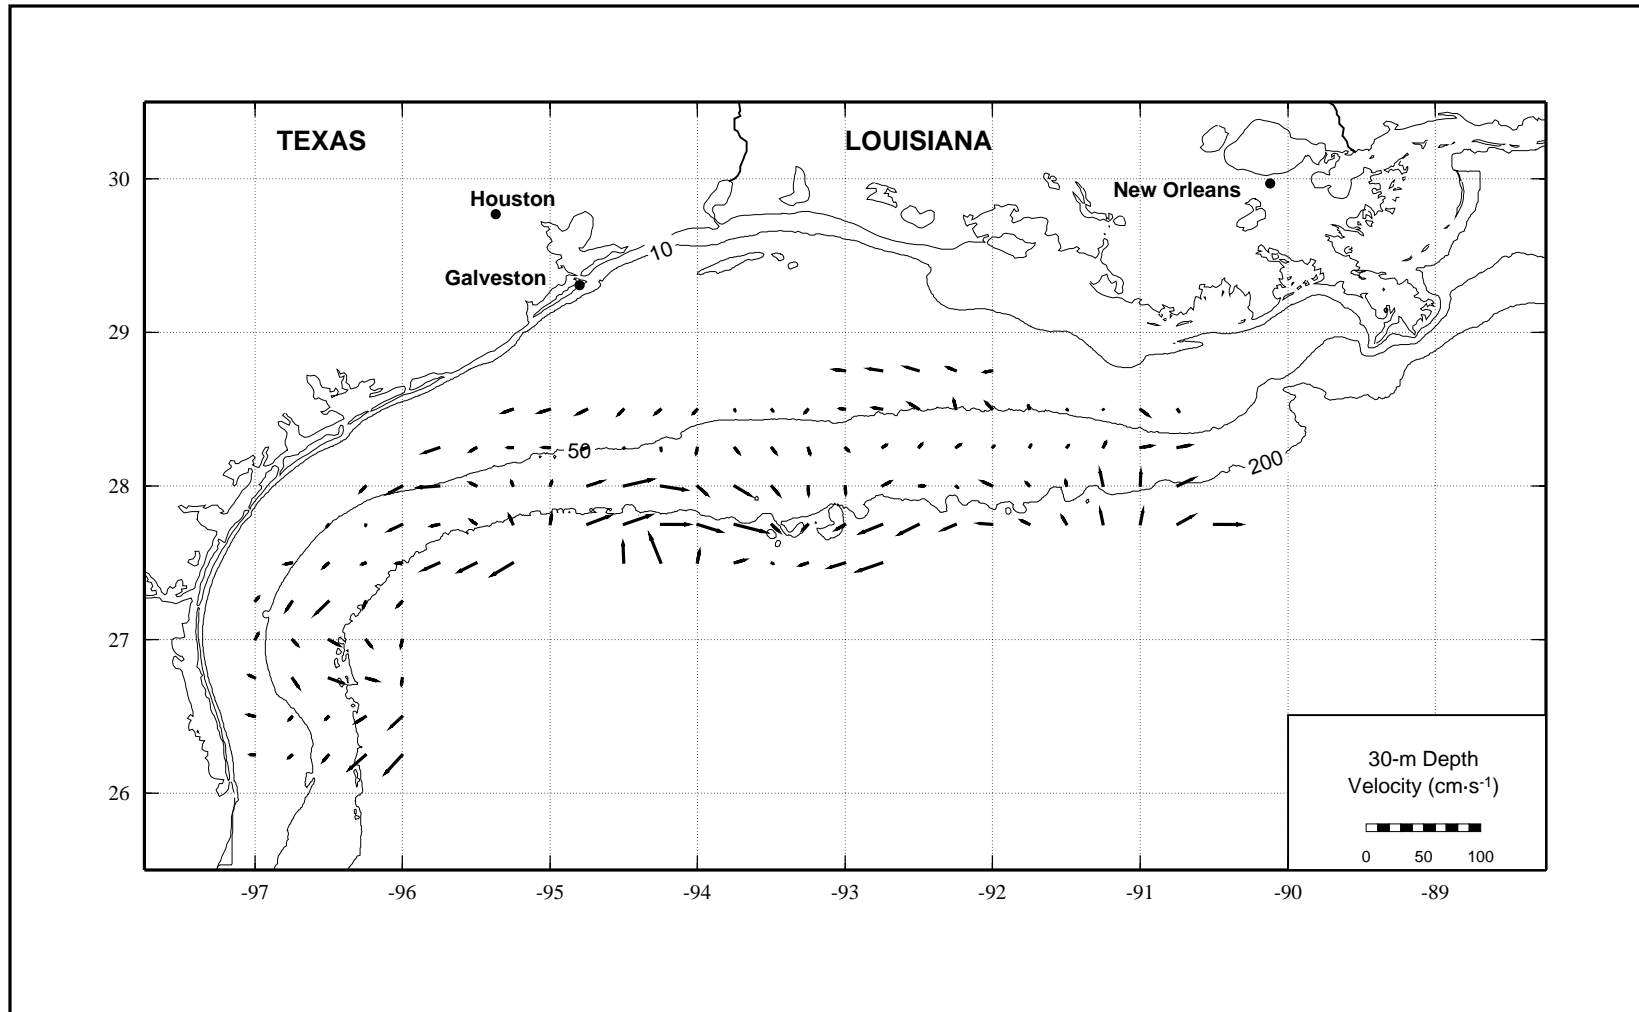 TEXAS
LOUISIANA
30
New Orleans
Houston
10
Galveston
29
50
200
28
27
30-m Depth
Velocity (cm·s-1)
26
0 50 100
-97 -96 -95 -94 -93 -92 -91 -90 -89